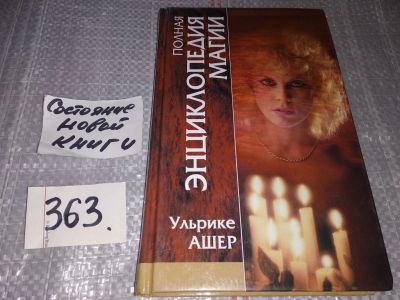 Состояние
новой
книги
363.
ПОЛНАЯ
ЭНЦИКЛОПЕДИЯ
МАГИИ
Ульрике
АШЕР